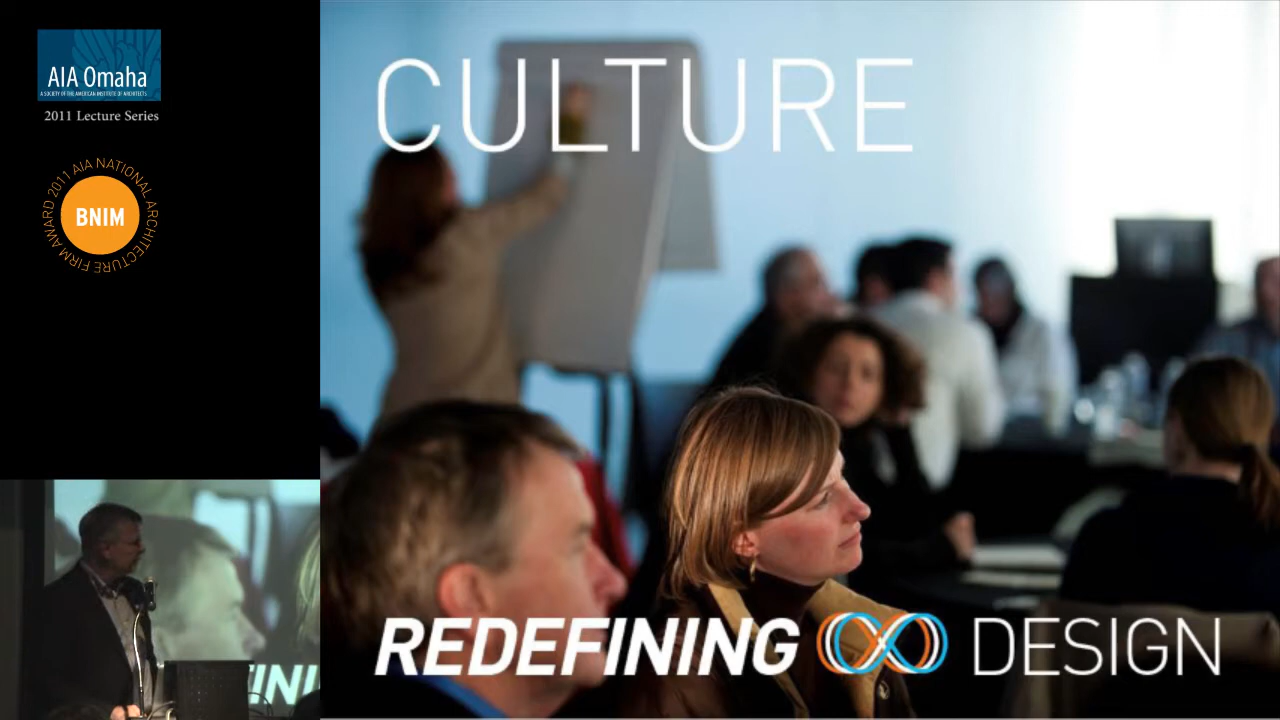 AIA Omaha
A SOCIETY OF THE AMERICAN INSTITUTE OF ARCHITECTS
2011 Lecture Series
2011 AIA NATIONAL ARCHITECTURE FIRM AWARD
BNIM
CULTURE
REDEFINING DESIGN
INI